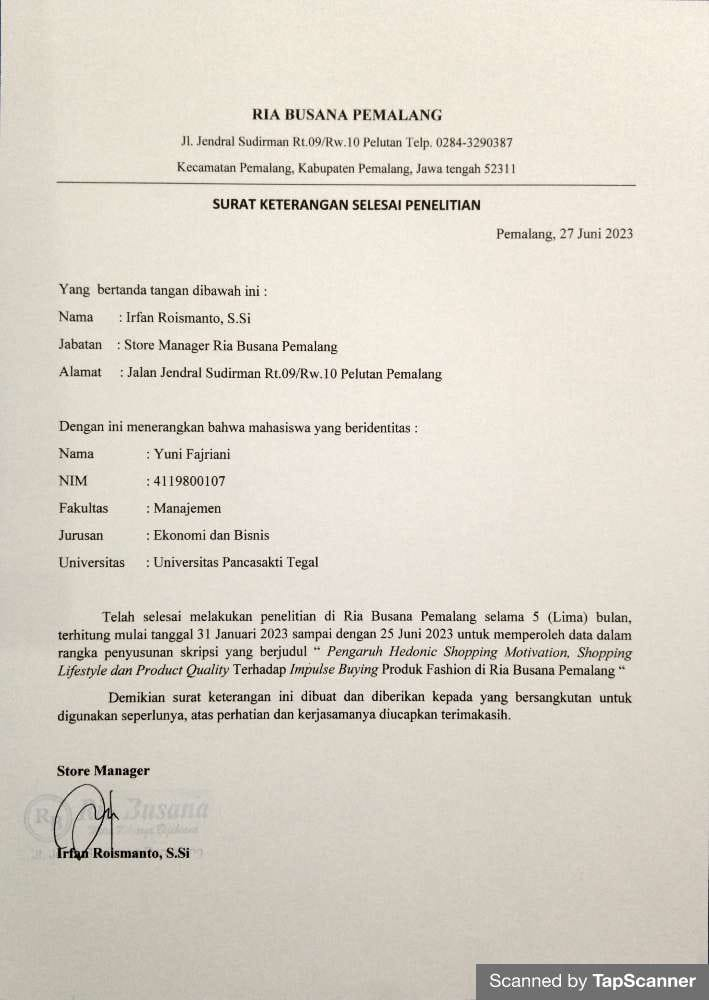 RIA BUSANA PEMALANG
Jl. Jendral Sudirman Rt.09/Rw.10 Pelutan Telp. 0284-3290387
Kecamatan Pemalang, Kabupaten Pemalang, Jawa tengah 52311
SURAT KETERANGAN SELESAI PENELITIAN
Pemalang, 27 Juni 2023
Yang bertanda tangan dibawah ini :
Nama : Irfan Roismanto, S.Si
Jabatan : Store Manager Ria Busana Pemalang
Alamat : Jalan Jendral Sudirman Rt.09/Rw.10 Pelutan Pemalang
Dengan ini menerangkan bahwa mahasiswa yang beridentitas :
Nama : Yuni Fajriani
NIM : 4119800107
Fakultas : Manajemen
Jurusan : Ekonomi dan Bisnis
Universitas : Universitas Pancasakti Tegal
Telah selesai melakukan penelitian di Ria Busana Pemalang selama 5 (Lima) bulan,
terhitung mulai tanggal 31 Januari 2023 sampai dengan 25 Juni 2023 untuk memperoleh data dalam
rangka penyusunan skripsi yang berjudul “ Pengaruh Hedonic Shopping Motivation, Shopping
Lifestyle dan Product Quality Terhadap Impulse Buying Produk Fashion di Ria Busana Pemalang “
Demikian surat keterangan ini dibuat dan diberikan kepada yang bersangkutan untuk
digunakan seperlunya, atas perhatian dan kerjasamanya diucapkan terimakasih.
Store Manager
Busana
Irfan Roismanto, S.Si
Scanned by TapScanner